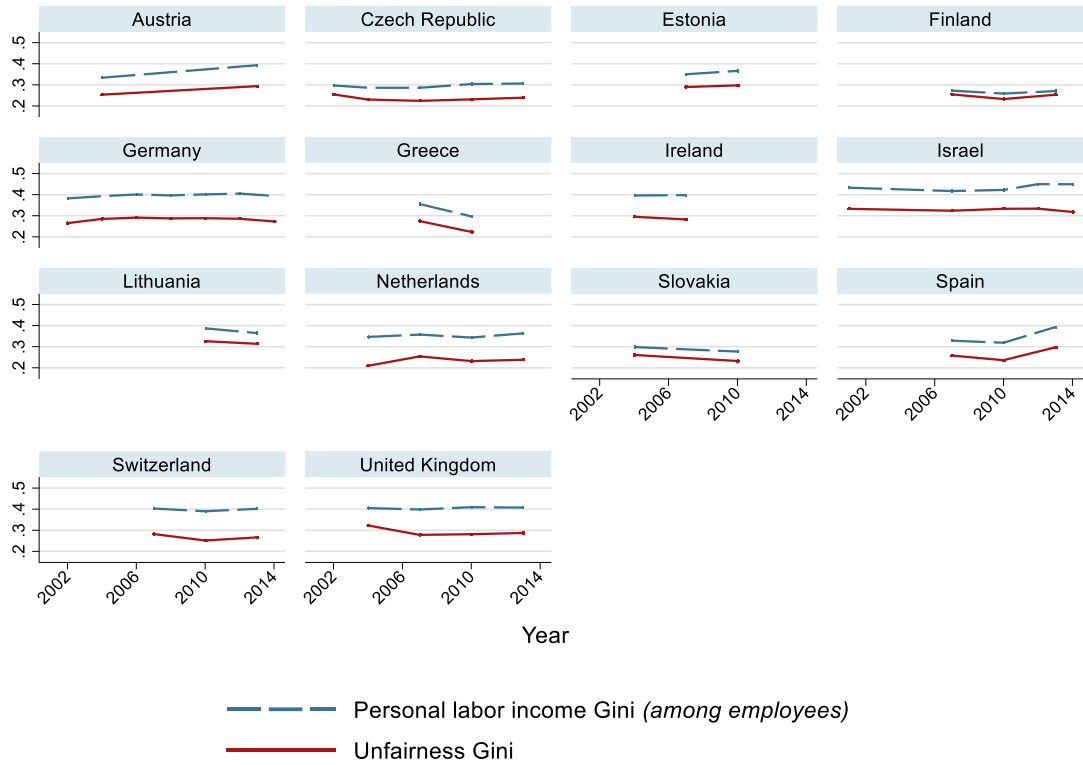 Austria
Czech Republic
Estonia
Finland
.5
.4
.3
.2
Germany
Greece
Ireland
Israel
.5
.4
.3
.2
Lithuania
Netherlands
Slovakia
Spain
.5
.4
.3
.2
2002
2006
2010
2014
2002
2006
2010
2014
Switzerland
United Kingdom
.5
.4
.3
.2
2002
2006
2010
2014
2002
2006
2010
2014
Year
Personal labor income Gini (among employees)
Unfairness Gini